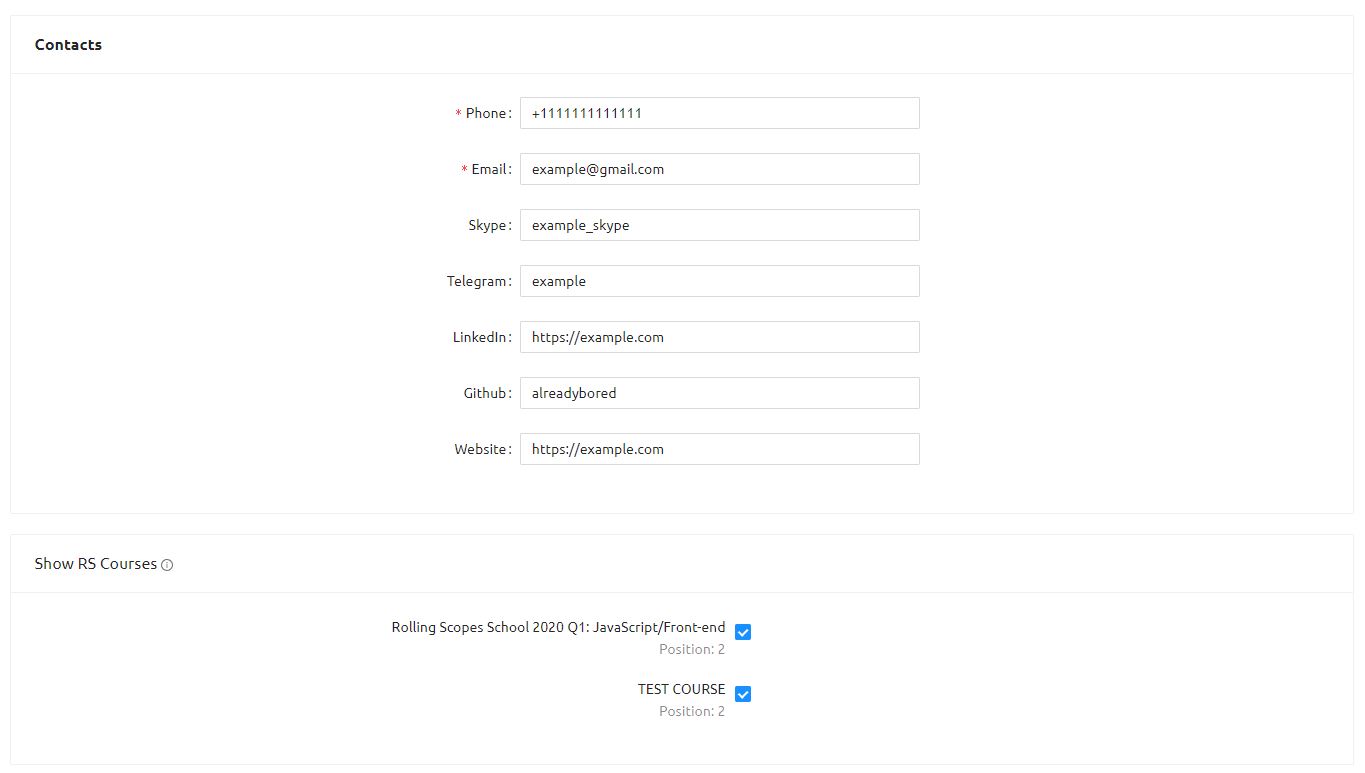 Contacts
* Phone: +1111111111111
* Email: example@gmail.com
Skype: example_skype
Telegram: example
LinkedIn: https://example.com
Github: alreadybored
Website: https://example.com
Show RS Courses
Rolling Scopes School 2020 Q1: JavaScript/Front-end
Position: 2
TEST COURSE
Position: 2